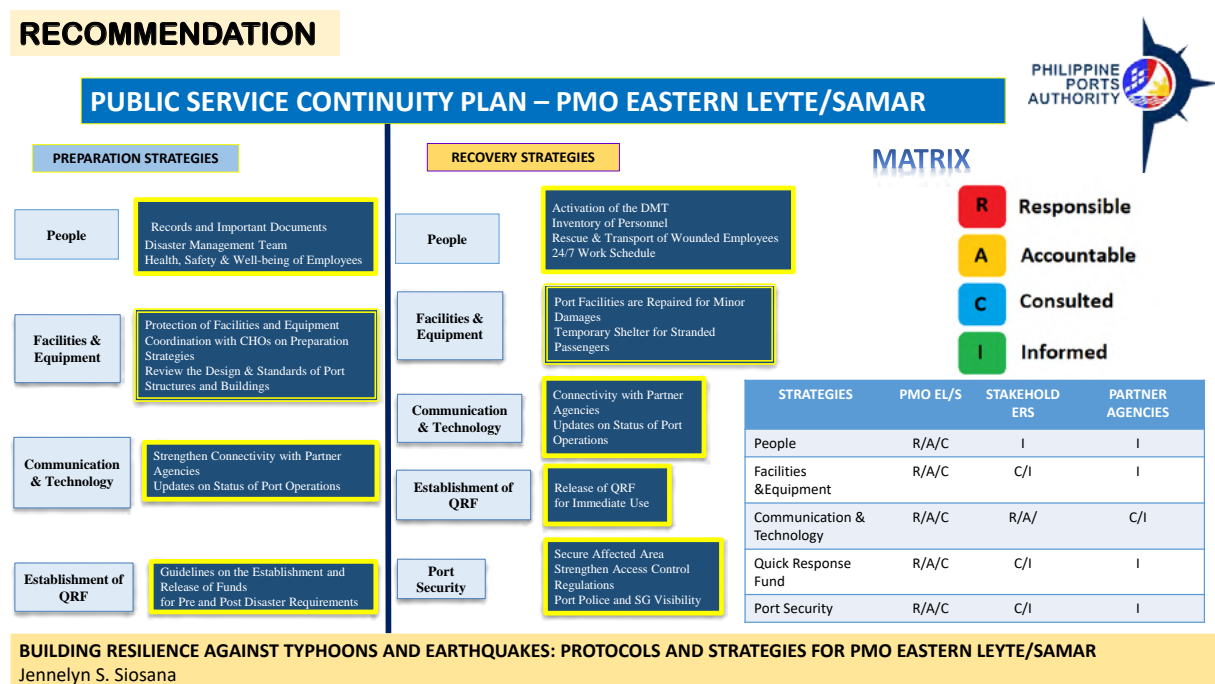 RECOMMENDATION
PHILIPPINE
PORTS
AUTHORITY
PUBLIC SERVICE CONTINUITY PLAN – PMO EASTERN LEYTE/SAMAR
PREPARATION STRATEGIES
People
Records and Important Documents
Disaster Management Team
Health, Safety & Well-being of Employees
Facilities &
Equipment
Protection of Facilities and Equipment
Coordination with CHOs on Preparation
Strategies
Review the Design & Standards of Port
Structures and Buildings
Communication
& Technology
Strengthen Connectivity with Partner
Agencies
Updates on Status of Port Operations
Establishment of
QRF
Guidelines on the Establishment and
Release of Funds
for Pre and Post Disaster Requirements
RECOVERY STRATEGIES
People
Activation of the DMT
Inventory of Personnel
Rescue & Transport of Wounded Employees
24/7 Work Schedule
Facilities &
Equipment
Port Facilities are Repaired for Minor
Damages
Temporary Shelter for Stranded
Passengers
Communication
& Technology
Connectivity with Partner
Agencies
Updates on Status of Port
Operations
Establishment of
QRF
Release of QRF
for Immediate Use
Port
Security
Secure Affected Area
Strengthen Access Control
Regulations
Port Police and SG Visibility
MATRIX
R Responsible
A Accountable
C Consulted
I Informed
STRATEGIES PMO EL/S STAKEHOLD PARTNER
ERS AGENCIES
People R/A/C I I
Facilities R/A/C C/I I
&Equipment
Communication & R/A/C R/A/ C/I
Technology
Quick Response R/A/C C/I I
Fund
Port Security R/A/C C/I I
BUILDING RESILIENCE AGAINST TYPHOONS AND EARTHQUAKES: PROTOCOLS AND STRATEGIES FOR PMO EASTERN LEYTE/SAMAR
Jennelyn S. Siosana